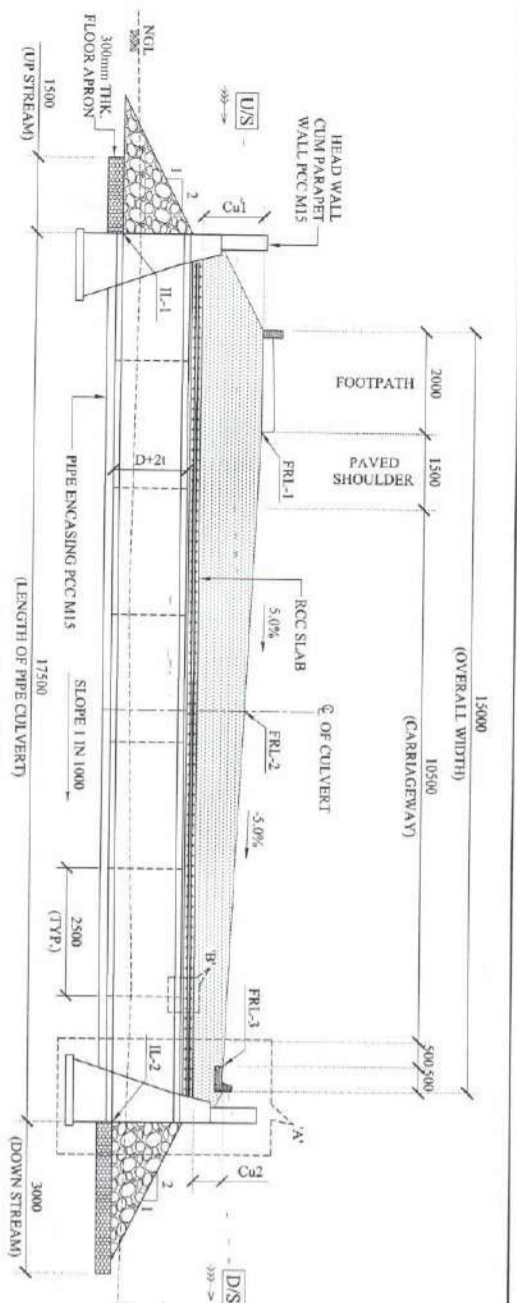 15000
(OVERALL WIDTH)
2000
1500
10500
(CARRIAGEWAY)
500
500
FOOTPATH
PAVED
SHOULDER
℄ OF CULVERT
HEAD WALL
CUM PARAPET
WALL PCC M15
U/S
D/S
FRL-1
FRL-2
FRL-3
5.0%
-5.0%
RCC SLAB
Cu1
Cu2
1
2
2
1
NGL
300mm THK.
FLOOR APRON
IL-1
IL-2
D+2t
'B'
'A'
PIPE ENCASING PCC M15
SLOPE 1 IN 1000
2500
(TYP.)
1500
(UP STREAM)
17500
(LENGTH OF PIPE CULVERT)
3000
(DOWN STREAM)